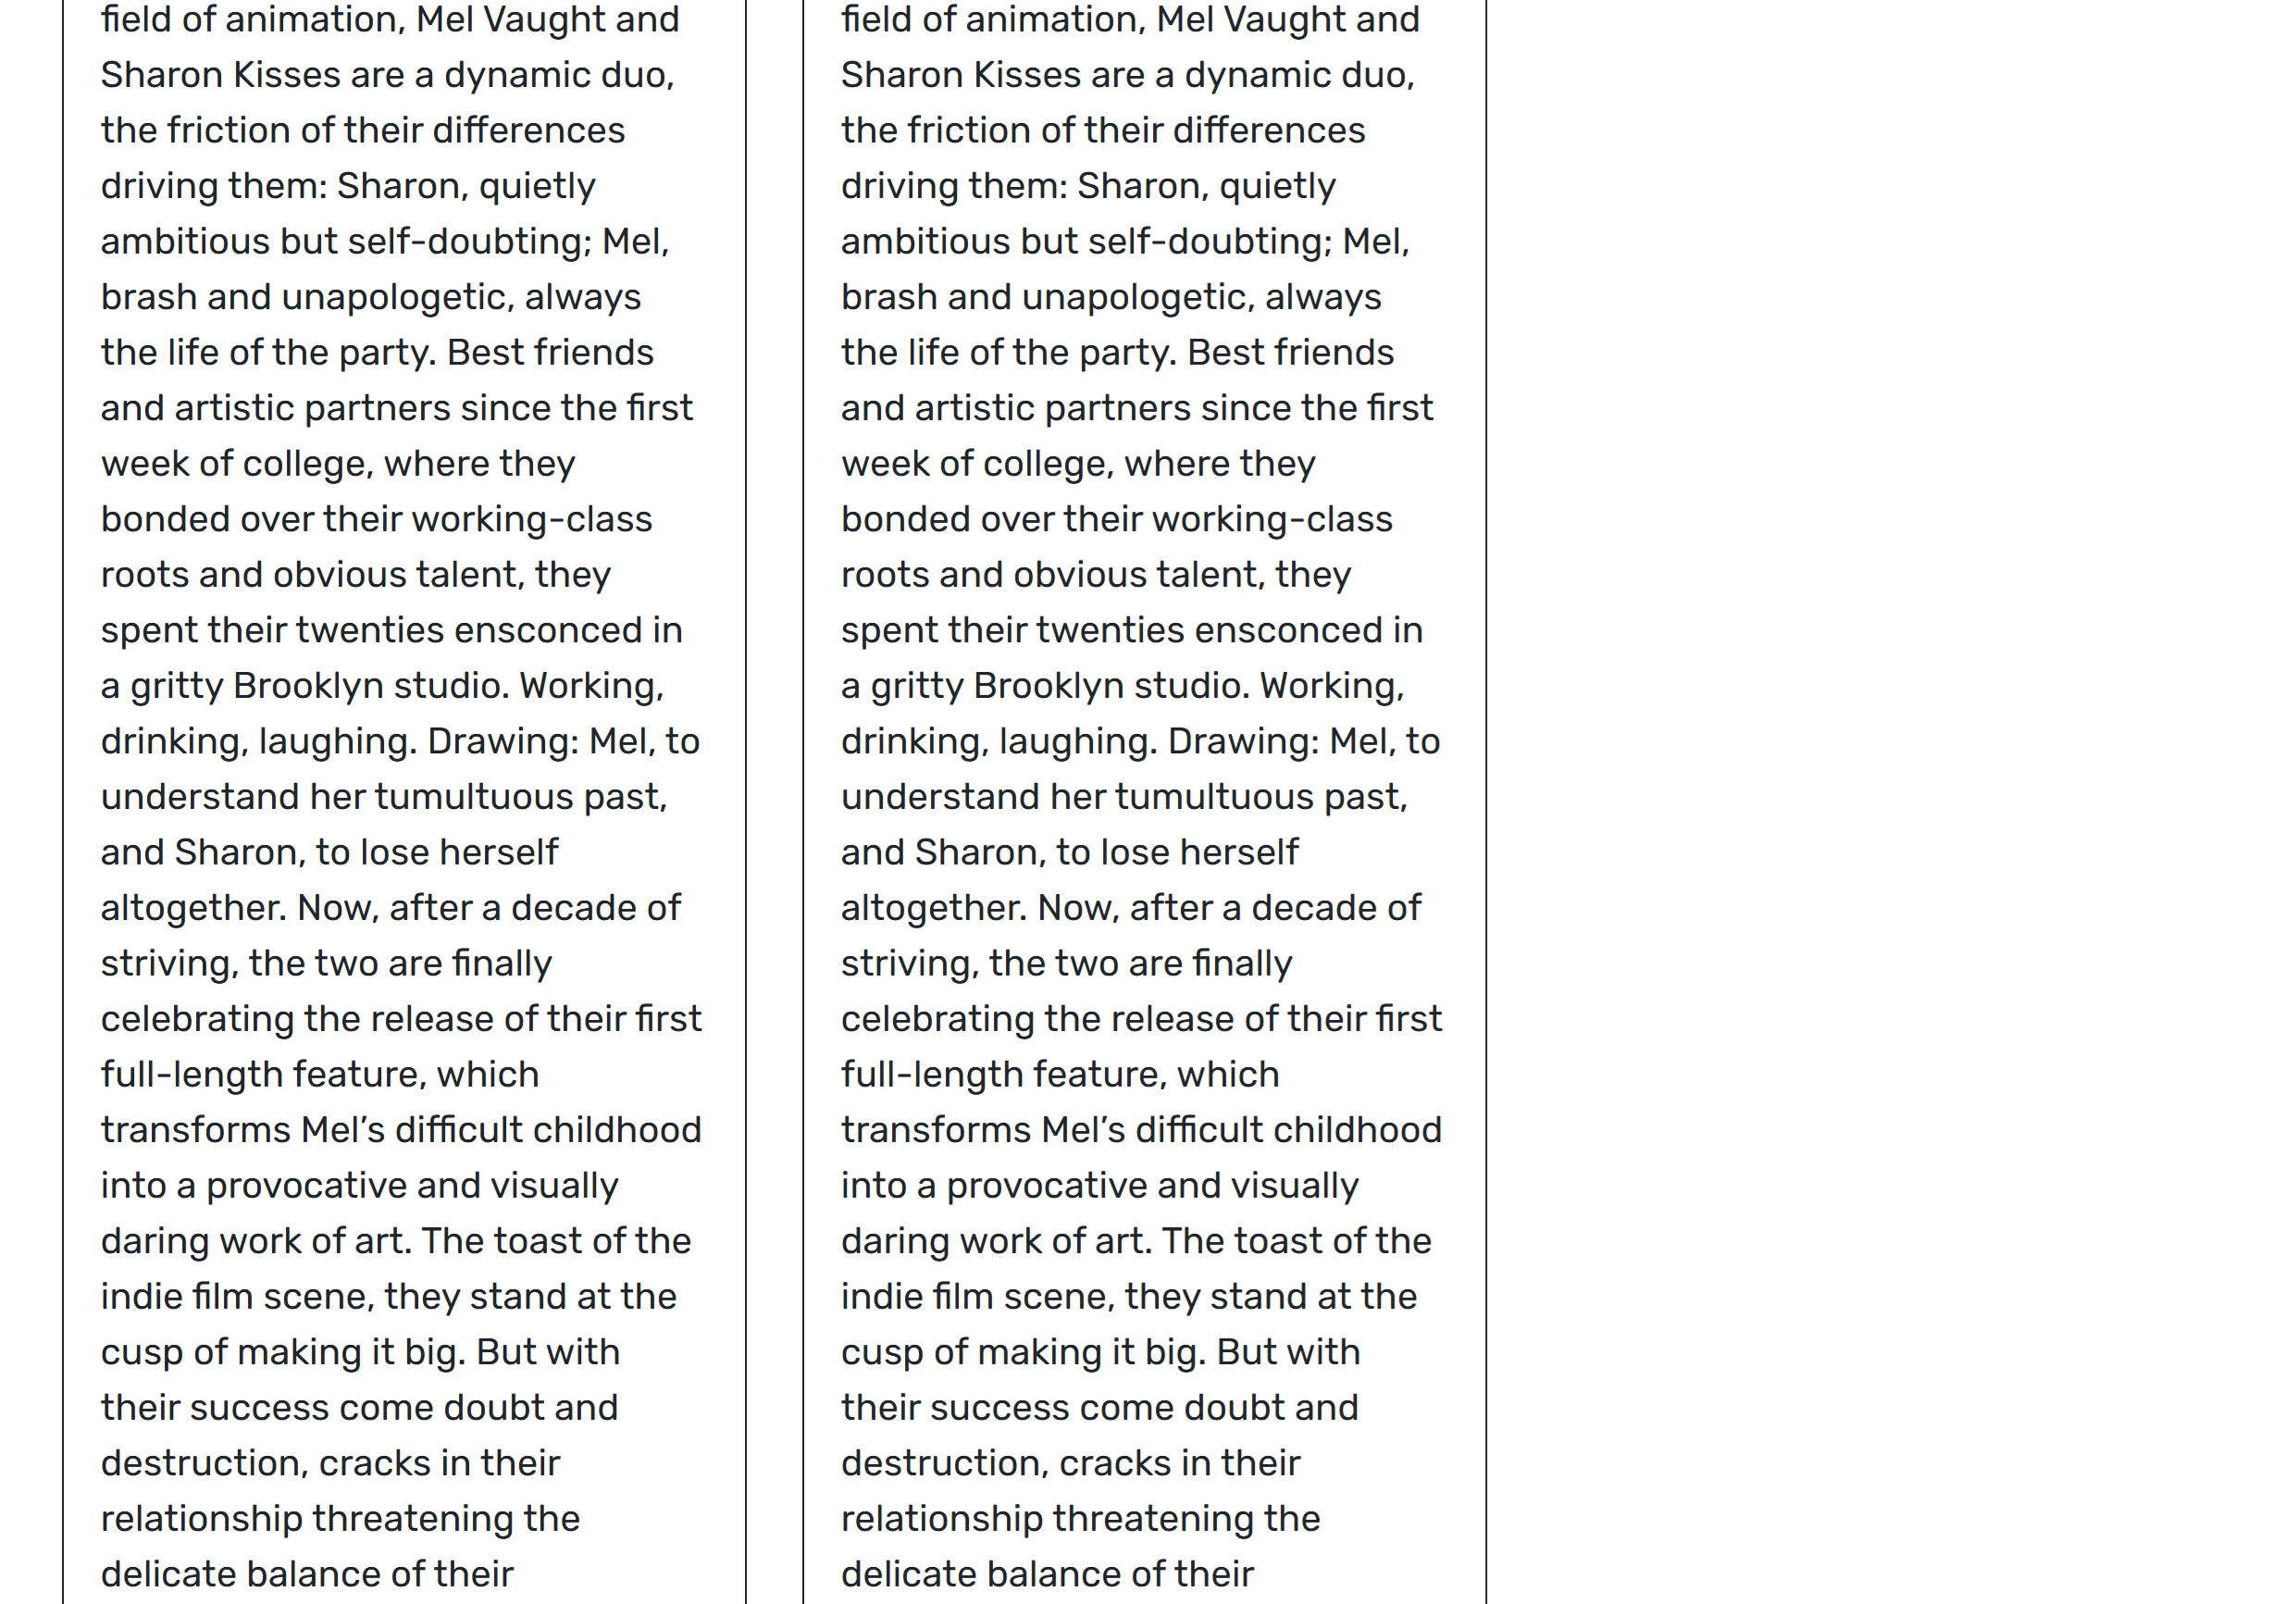 field of animation, Mel Vaught and
Sharon Kisses are a dynamic duo,
the friction of their differences
driving them: Sharon, quietly
ambitious but self-doubting; Mel,
brash and unapologetic, always
the life of the party. Best friends
and artistic partners since the first
week of college, where they
bonded over their working-class
roots and obvious talent, they
spent their twenties ensconced in
a gritty Brooklyn studio. Working,
drinking, laughing. Drawing: Mel, to
understand her tumultuous past,
and Sharon, to lose herself
altogether. Now, after a decade of
striving, the two are finally
celebrating the release of their first
full-length feature, which
transforms Mel’s difficult childhood
into a provocative and visually
daring work of art. The toast of the
indie film scene, they stand at the
cusp of making it big. But with
their success come doubt and
destruction, cracks in their
relationship threatening the
delicate balance of their
field of animation, Mel Vaught and
Sharon Kisses are a dynamic duo,
the friction of their differences
driving them: Sharon, quietly
ambitious but self-doubting; Mel,
brash and unapologetic, always
the life of the party. Best friends
and artistic partners since the first
week of college, where they
bonded over their working-class
roots and obvious talent, they
spent their twenties ensconced in
a gritty Brooklyn studio. Working,
drinking, laughing. Drawing: Mel, to
understand her tumultuous past,
and Sharon, to lose herself
altogether. Now, after a decade of
striving, the two are finally
celebrating the release of their first
full-length feature, which
transforms Mel’s difficult childhood
into a provocative and visually
daring work of art. The toast of the
indie film scene, they stand at the
cusp of making it big. But with
their success come doubt and
destruction, cracks in their
relationship threatening the
delicate balance of their